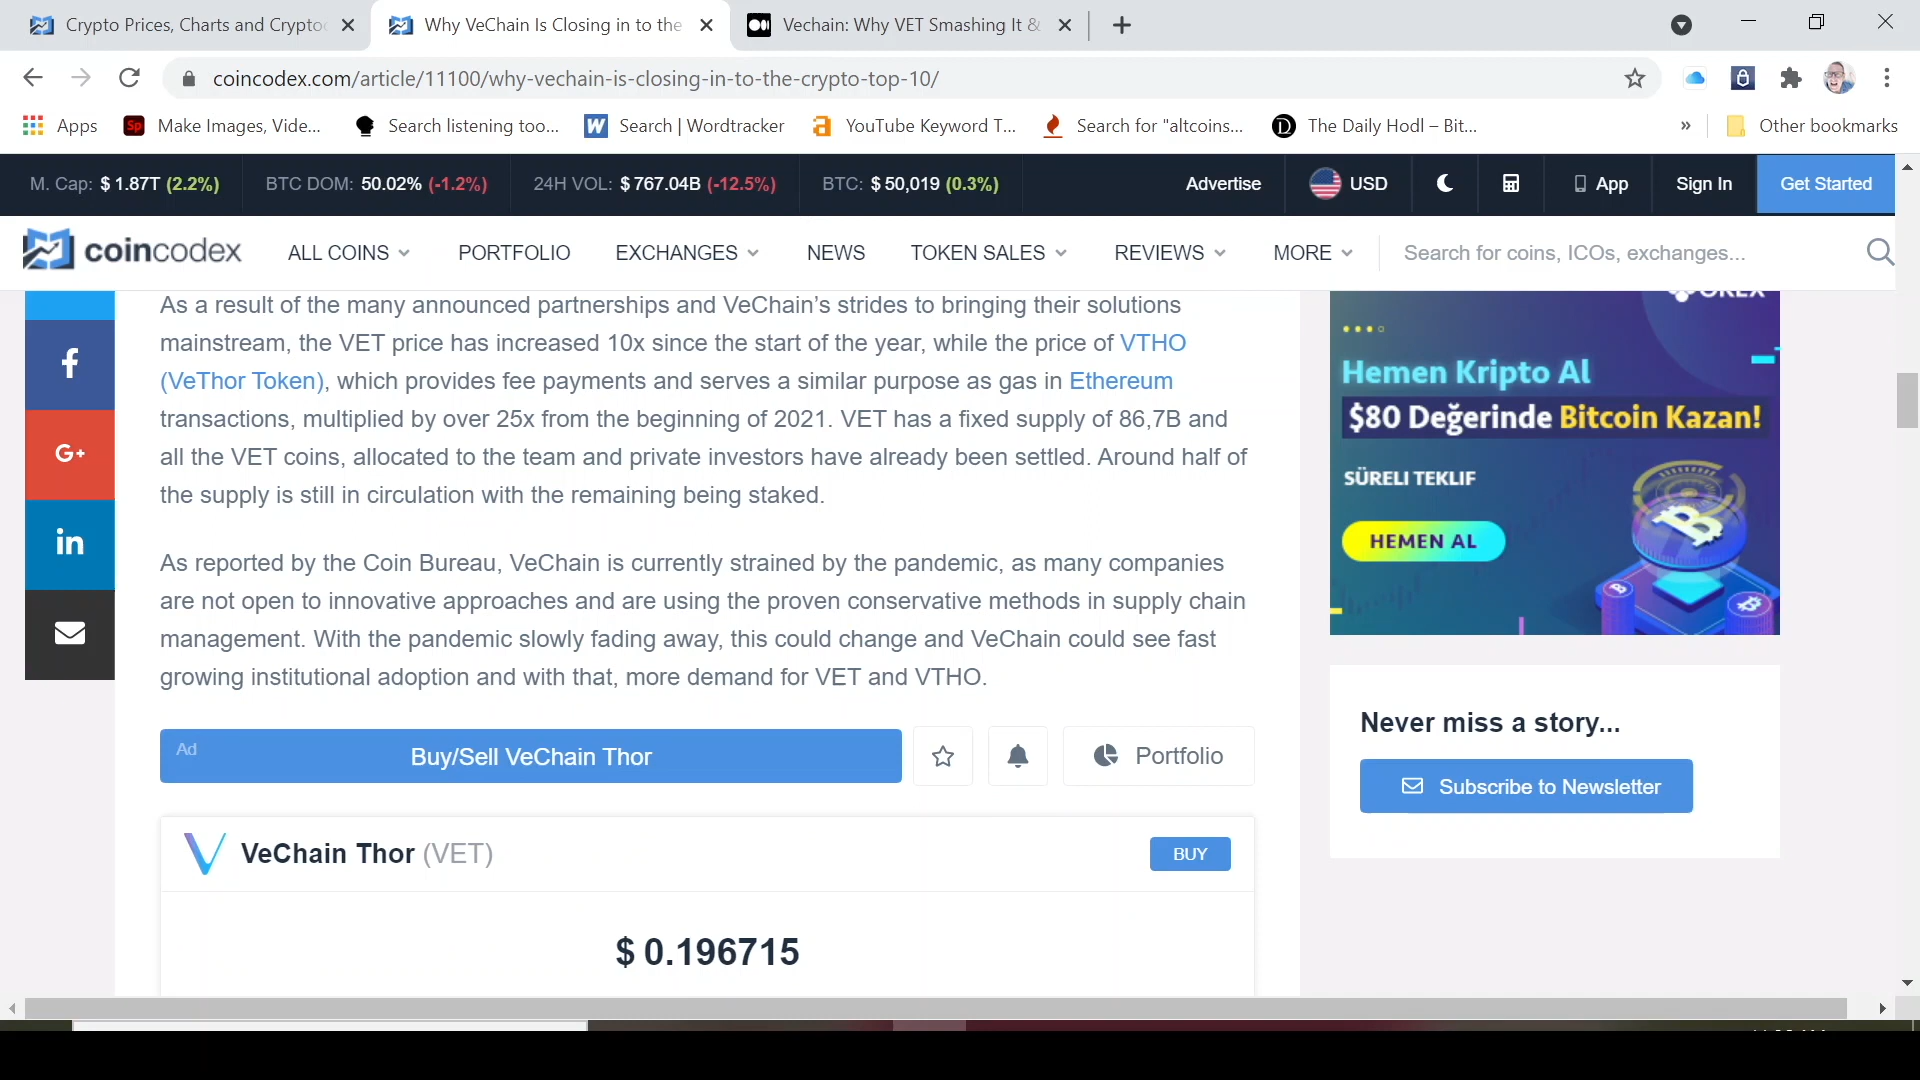 Crypto Prices, Charts and Crypto
Why VeChain Is Closing in to the
Vechain: Why VET Smashing It &
coincodex.com/article/11100/why-vechain-is-closing-in-to-the-crypto-top-10/
Apps
Sp
Make Images, Vide...
Search listening too...
W
Search | Wordtracker
YouTube Keyword T...
Search for "altcoins...
The Daily Hodl – Bit...
»
Other bookmarks
M. Cap: $ 1.87T (2.2%)
BTC DOM: 50.02% (-1.2%)
24H VOL: $ 767.04B (-12.5%)
BTC: $ 50,019 (0.3%)
Advertise
USD
App
Sign In
Get Started
coincodex
ALL COINS
PORTFOLIO
EXCHANGES
NEWS
TOKEN SALES
REVIEWS
MORE
Search for coins, ICOs, exchanges...
f
G+
in
As a result of the many announced partnerships and VeChain’s strides to bringing their solutions
mainstream, the VET price has increased 10x since the start of the year, while the price of VTHO
(VeThor Token), which provides fee payments and serves a similar purpose as gas in Ethereum
transactions, multiplied by over 25x from the beginning of 2021. VET has a fixed supply of 86,7B and
all the VET coins, allocated to the team and private investors have already been settled. Around half of
the supply is still in circulation with the remaining being staked.
As reported by the Coin Bureau, VeChain is currently strained by the pandemic, as many companies
are not open to innovative approaches and are using the proven conservative methods in supply chain
management. With the pandemic slowly fading away, this could change and VeChain could see fast
growing institutional adoption and with that, more demand for VET and VTHO.
Ad
Buy/Sell VeChain Thor
Portfolio
VeChain Thor (VET)
BUY
$ 0.196715
Hemen Kripto Al
$80 Değerinde Bitcoin Kazan!
SÜRELI TEKLIF
HEMEN AL
Never miss a story...
Subscribe to Newsletter